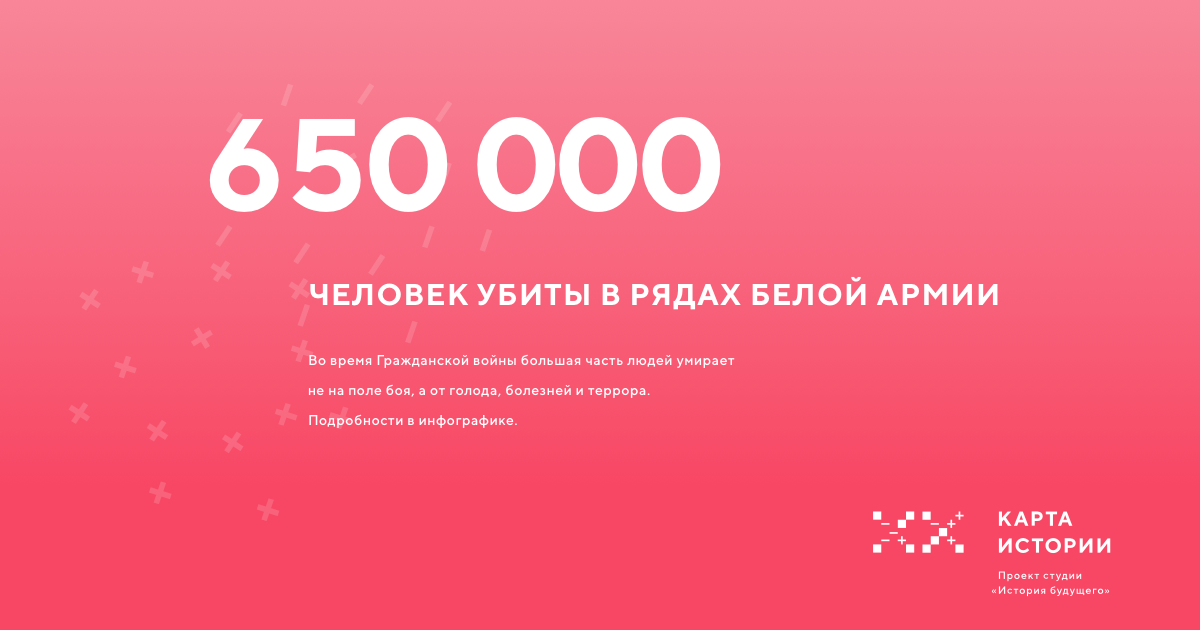 650 000
ЧЕЛОВЕК УБИТЫ В РЯДАХ БЕЛОЙ АРМИИ
Во время Гражданской войны большая часть людей умирает
не на поле боя, а от голода, болезней и террора.
Подробности в инфографике.
КАРТА
ИСТОРИИ
Проект студии
«История будущего»